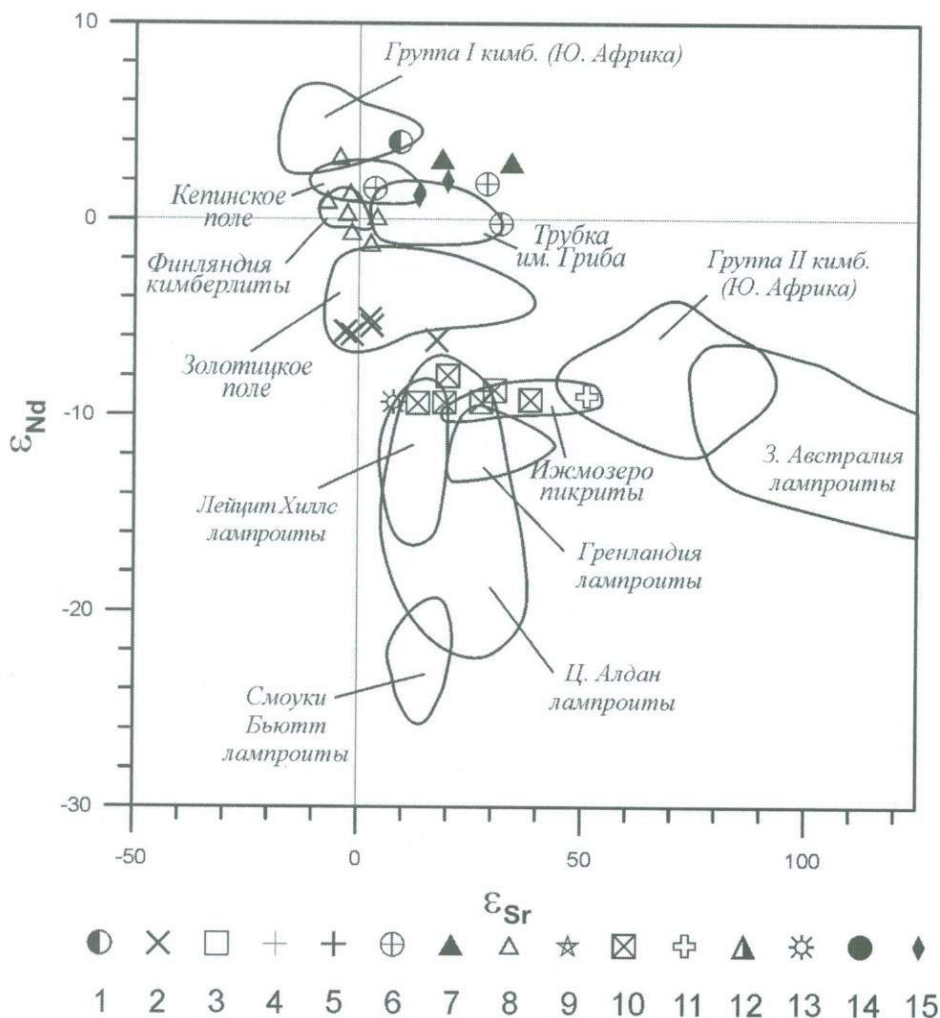 10
Группа I кимб. (Ю. Африка)
Кепинское
поле
0
Трубка
им. Гриба
Финляндия
кимберлиты
Группа II кимб.
(Ю. Африка)
Золотицкое
поле
εNd
-10
Ижмозеро
пикриты
З. Австралия
лампроиты
Лейцит Хиллс
лампроиты
Гренландия
лампроиты
-20
Ц. Алдан
лампроиты
Смоуки
Бьютт
лампроиты
-30
-50 0 50 100
εSr
1 2 3 4 5 6 7 8 9 10 11 12 13 14 15